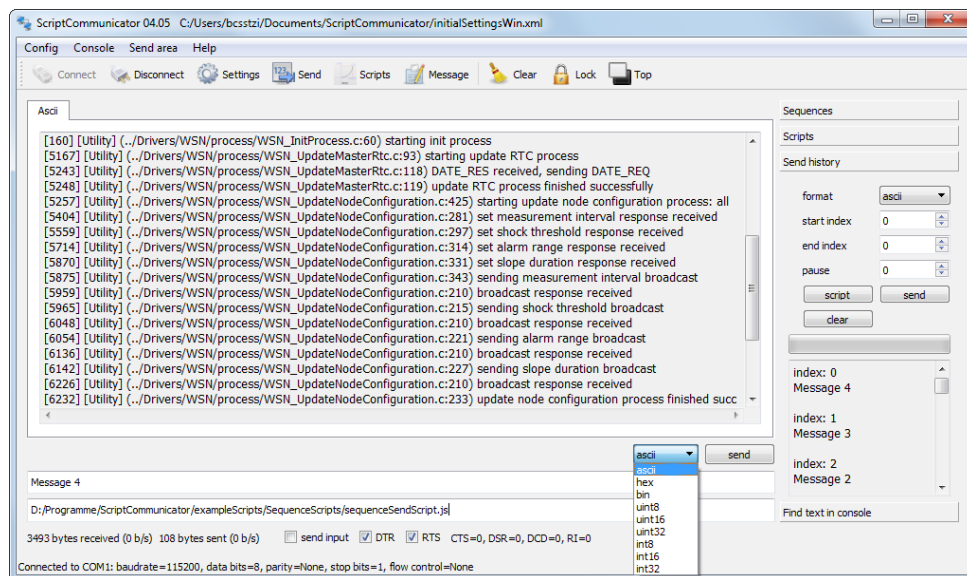 ScriptCommunicator 04.05 C:/Users/bcsstzi/Documents/ScriptCommunicator/initialSettingsWin.xml
Config Console Send area Help
Connect Disconnect Settings Send Scripts Message Clear Lock Top
Ascii
[160] [Utility] (../Drivers/WSN/process/WSN_InitProcess.c:60) starting init process
[5167] [Utility] (../Drivers/WSN/process/WSN_UpdateMasterRtc.c:93) starting update RTC process
[5243] [Utility] (../Drivers/WSN/process/WSN_UpdateMasterRtc.c:118) DATE_RES received, sending DATE_REQ
[5248] [Utility] (../Drivers/WSN/process/WSN_UpdateMasterRtc.c:119) update RTC process finished successfully
[5257] [Utility] (../Drivers/WSN/process/WSN_UpdateNodeConfiguration.c:425) starting update node configuration process: all
[5404] [Utility] (../Drivers/WSN/process/WSN_UpdateNodeConfiguration.c:281) set measurement interval response received
[5559] [Utility] (../Drivers/WSN/process/WSN_UpdateNodeConfiguration.c:297) set shock threshold response received
[5714] [Utility] (../Drivers/WSN/process/WSN_UpdateNodeConfiguration.c:314) set alarm range response received
[5870] [Utility] (../Drivers/WSN/process/WSN_UpdateNodeConfiguration.c:331) set slope duration response received
[5875] [Utility] (../Drivers/WSN/process/WSN_UpdateNodeConfiguration.c:343) sending measurement interval broadcast
[5959] [Utility] (../Drivers/WSN/process/WSN_UpdateNodeConfiguration.c:210) broadcast response received
[5965] [Utility] (../Drivers/WSN/process/WSN_UpdateNodeConfiguration.c:215) sending shock threshold broadcast
[6048] [Utility] (../Drivers/WSN/process/WSN_UpdateNodeConfiguration.c:210) broadcast response received
[6054] [Utility] (../Drivers/WSN/process/WSN_UpdateNodeConfiguration.c:221) sending alarm range broadcast
[6136] [Utility] (../Drivers/WSN/process/WSN_UpdateNodeConfiguration.c:210) broadcast response received
[6142] [Utility] (../Drivers/WSN/process/WSN_UpdateNodeConfiguration.c:227) sending slope duration broadcast
[6226] [Utility] (../Drivers/WSN/process/WSN_UpdateNodeConfiguration.c:210) broadcast response received
[6232] [Utility] (../Drivers/WSN/process/WSN_UpdateNodeConfiguration.c:233) update node configuration process finished succ
Sequences
Scripts
Send history
format ascii
start index 0
end index 0
pause 0
script send
clear
index: 0
Message 4
index: 1
Message 3
index: 2
Message 2
Find text in console
ascii send
ascii
hex
bin
uint8
uint16
uint32
int8
int16
int32
Message 4
D:/Programme/ScriptCommunicator/exampleScripts/SequenceScripts/sequenceSendScript.js
3493 bytes received (0 b/s) 108 bytes sent (0 b/s) send input DTR RTS CTS=0, DSR=0, DCD=0, RI=0
Connected to COM1: baudrate=115200, data bits=8, parity=None, stop bits=1, flow control=None